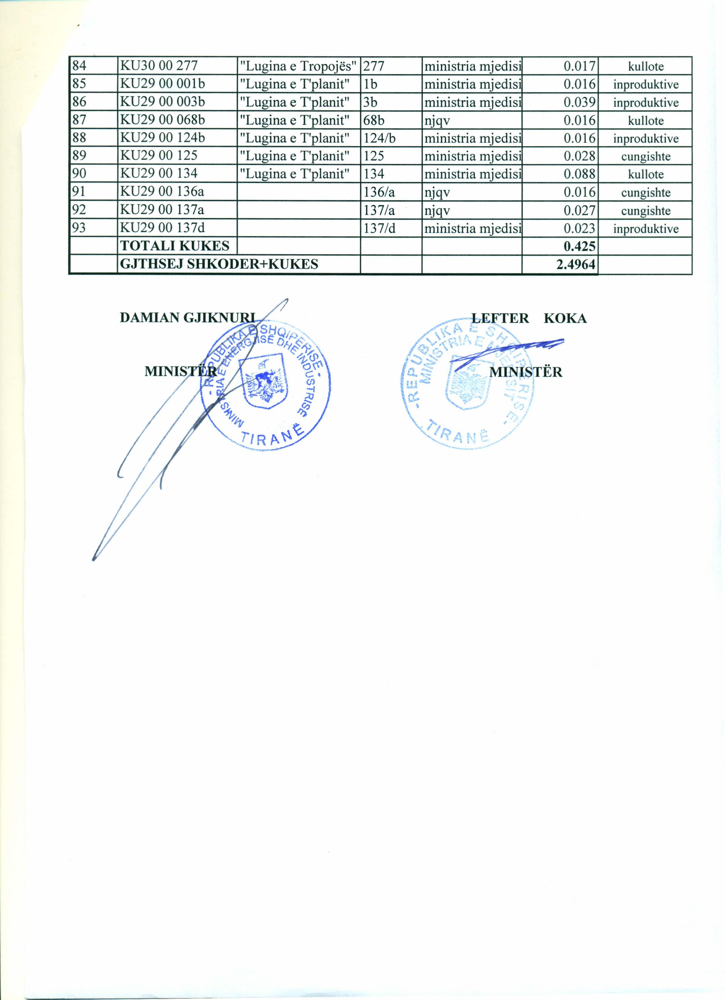 84 KU30 00 277 "Lugina e Tropojës" 277 ministria mjedisi 0.017 kullote
85 KU29 00 001b "Lugina e T'planit" 1b ministria mjedisi 0.016 inproduktive
86 KU29 00 003b "Lugina e T'planit" 3b ministria mjedisi 0.039 inproduktive
87 KU29 00 068b "Lugina e T'planit" 68b njqv 0.016 kullote
88 KU29 00 124b "Lugina e T'planit" 124/b ministria mjedisi 0.016 inproduktive
89 KU29 00 125 "Lugina e T'planit" 125 ministria mjedisi 0.028 cungishte
90 KU29 00 134 "Lugina e T'planit" 134 ministria mjedisi 0.088 kullote
91 KU29 00 136a 136/a njqv 0.016 cungishte
92 KU29 00 137a 137/a njqv 0.027 cungishte
93 KU29 00 137d 137/d ministria mjedisi 0.023 inproduktive
TOTALI KUKES 0.425
GJTHSEJ SHKODER+KUKES 2.4964
DAMIAN GJIKNURI LEFTER KOKA
MINISTËR MINISTËR
-REPUBLIKA E SHQIPERISE-
MINISTRIA E ENERGJISË DHE INDUSTRISË
TIRANË
-REPUBLIKA E SHQIPËRISË-
MINISTRIA E MJEDISIT
TIRANË